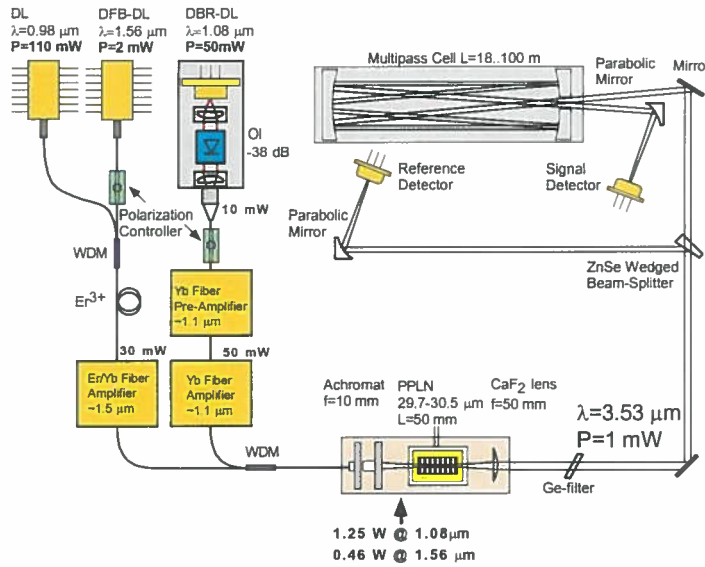 DL
λ=0.98 µm
P=110 mW
DFB-DL
λ=1.56 µm
P=2 mW
DBR-DL
λ=1.08 µm
P=50mW
OI
-38 dB
10 mW
Polarization
Controller
WDM
Er3+
Yb Fiber
Pre-Amplifier
~1.1 µm
30 mW
50 mW
Er/Yb Fiber
Amplifier
~1.5 µm
Yb Fiber
Amplifier
~1.1 µm
WDM
Multipass Cell L=18..100 m
Parabolic
Mirror
Mirro
Reference
Detector
Signal
Detector
Parabolic
Mirror
ZnSe Wedged
Beam-Splitter
Achromat
f=10 mm
PPLN
29.7-30.5 µm
L=50 mm
CaF2 lens
f=50 mm
λ=3.53 µm
P=1 mW
Ge-filter
1.25 W @ 1.08µm
0.46 W @ 1.56 µm